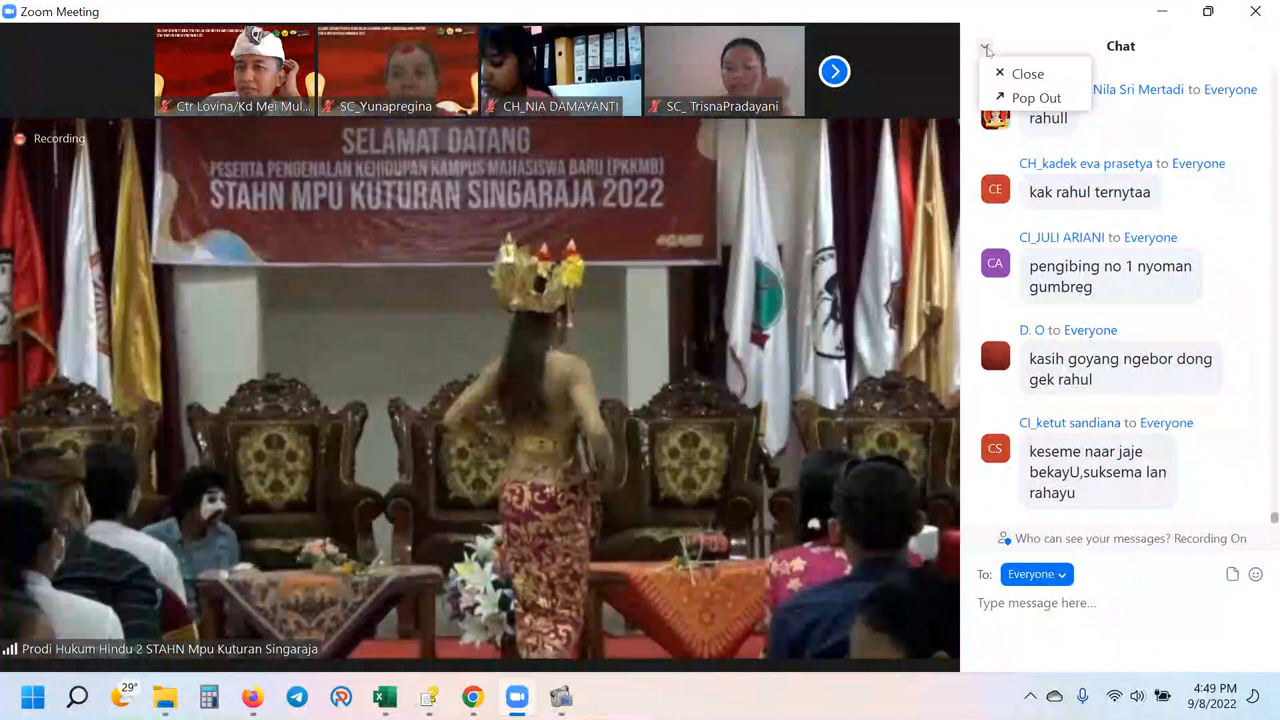 Zoom Meeting
Ctr Lovina/Kd Mei Mul...
SC_Yunapregina
CH_NIA DAMAYANTI
SC_ TrisnaPradayani
Recording
SELAMAT DATANG
PESERTA PENGENALAN KEHIDUPAN KAMPUS MAHASISWA BARU (PKKMB)
STAHN MPU KUTURAN SINGARAJA 2022
Prodi Hukum Hindu 2 STAHN Mpu Kuturan Singaraja
Chat
Close
Pop Out
Nila Sri Mertadi to Everyone
rahull
CH_kadek eva prasetya to Everyone
CE
kak rahul ternytaa
CI_JULI ARIANI to Everyone
CA
pengibing no 1 nyoman
gumbreg
D. O to Everyone
kasih goyang ngebor dong
gek rahul
CI_ketut sandiana to Everyone
CS
keseme naar jaje
bekayU,suksema lan
rahayu
Who can see your messages? Recording On
To: Everyone
Type message here...
29°
4:49 PM
9/8/2022